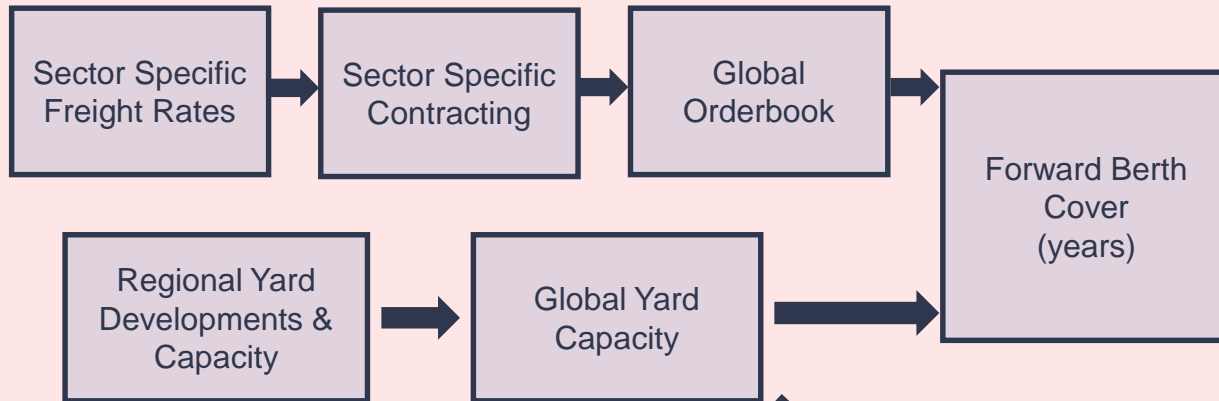 Sector Specific
Freight Rates
Sector Specific
Contracting
Global
Orderbook
Forward Berth
Cover
(years)
Regional Yard
Developments &
Capacity
Global Yard
Capacity